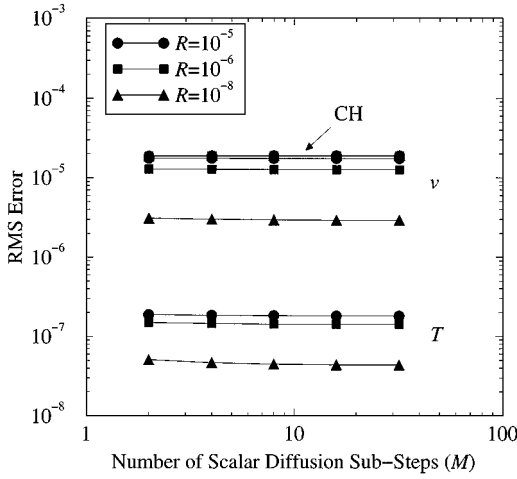 10⁻³
10⁻⁴
10⁻⁵
10⁻⁶
10⁻⁷
10⁻⁸
RMS Error
R=10⁻⁵
R=10⁻⁶
R=10⁻⁸
CH
v
T
1
10
100
Number of Scalar Diffusion Sub−Steps (M)